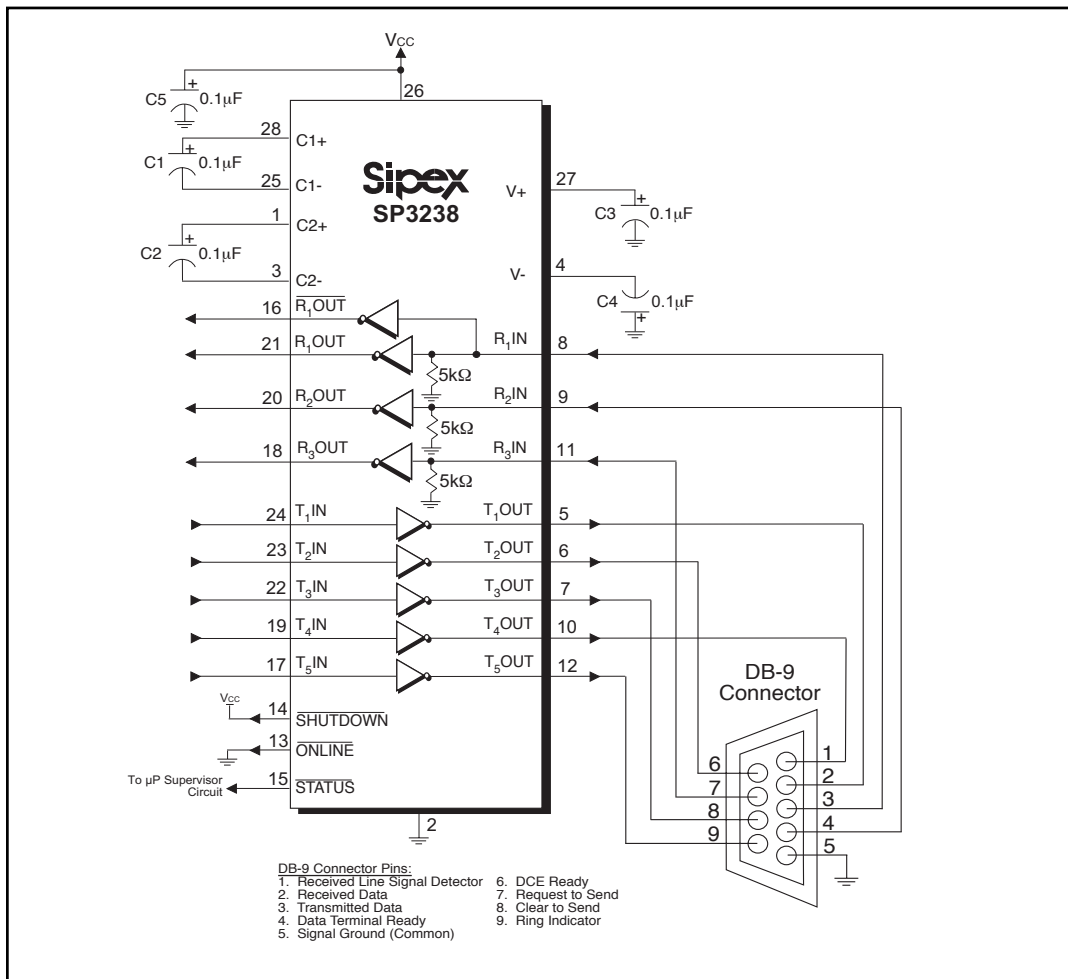 VCC
26
C5 + 0.1µF
28 C1+
C1 + 0.1µF
25 C1-
1 C2+
C2 + 0.1µF
3 C2-
Sipex
SP3238
V+ 27
+
C3 0.1µF
V- 4
C4 0.1µF
+
16 R1OUT
21 R1OUT R1IN 8
5kΩ
20 R2OUT R2IN 9
5kΩ
18 R3OUT R3IN 11
5kΩ
24 T1IN T1OUT 5
23 T2IN T2OUT 6
22 T3IN T3OUT 7
19 T4IN T4OUT 10
17 T5IN T5OUT 12
VCC
14 SHUTDOWN
13 ONLINE
To µP Supervisor
Circuit
15 STATUS
2
DB-9
Connector
6
7
8
9
1
2
3
4
5
DB-9 Connector Pins:
1. Received Line Signal Detector
2. Received Data
3. Transmitted Data
4. Data Terminal Ready
5. Signal Ground (Common)
6. DCE Ready
7. Request to Send
8. Clear to Send
9. Ring Indicator